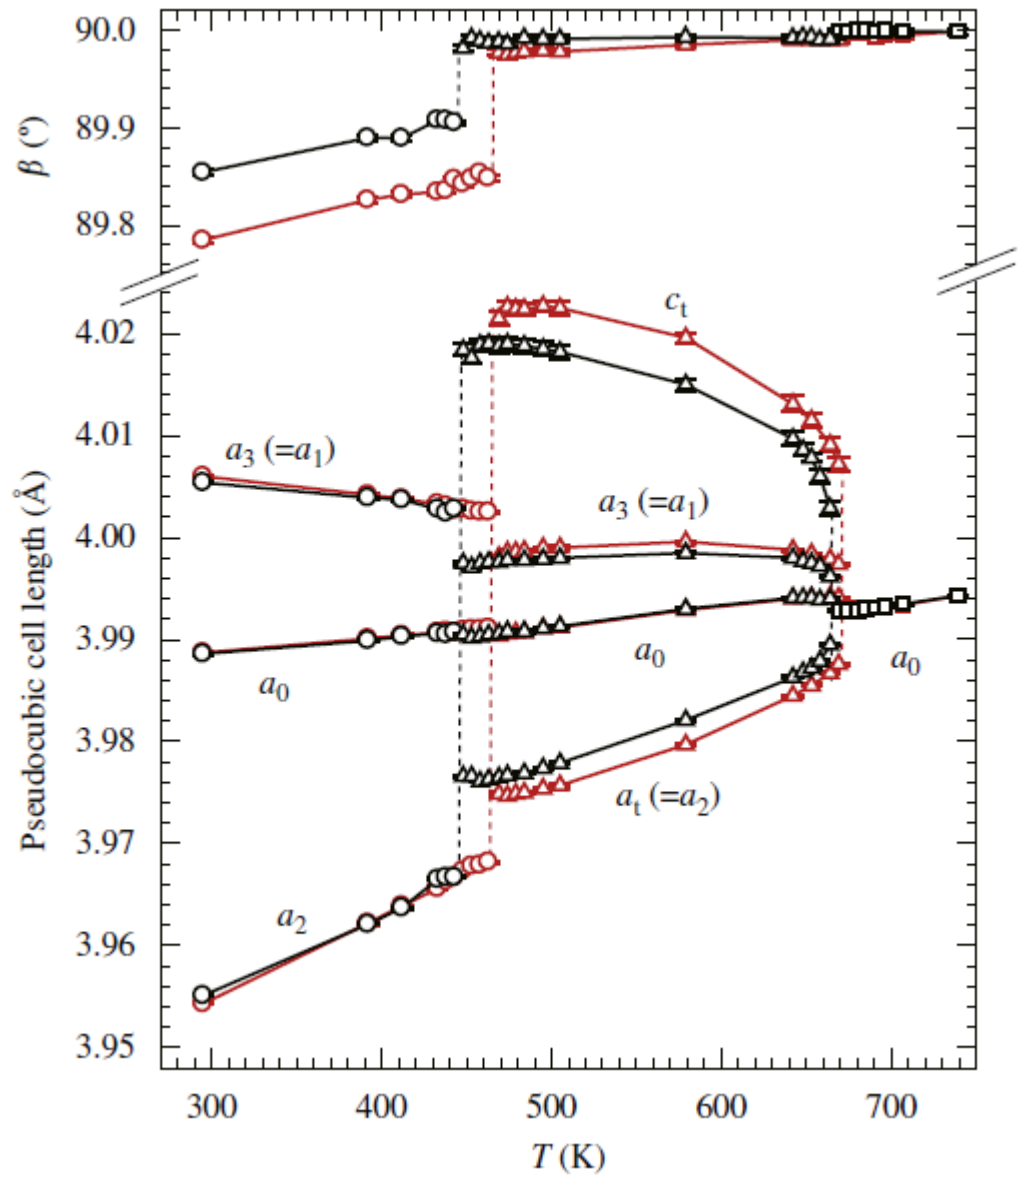 90.0
89.9
89.8
β (°)
4.02
4.01
4.00
3.99
3.98
3.97
3.96
3.95
Pseudocubic cell length (Å)
c_t
a_3 (=a_1)
a_3 (=a_1)
a_0
a_0
a_0
a_t (=a_2)
a_2
300 400 500 600 700
T (K)